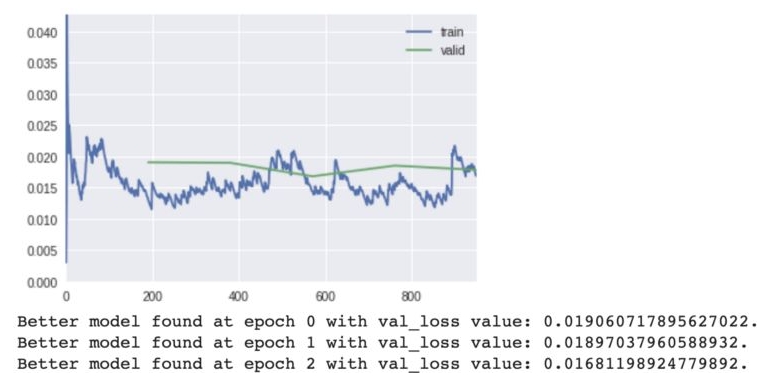 0.040
0.035
0.030
0.025
0.020
0.015
0.010
0.005
0.000
0 200 400 600 800
train
valid
Better model found at epoch 0 with val_loss value: 0.019060717895627022.
Better model found at epoch 1 with val_loss value: 0.01897037960588932.
Better model found at epoch 2 with val_loss value: 0.01681198924779892.